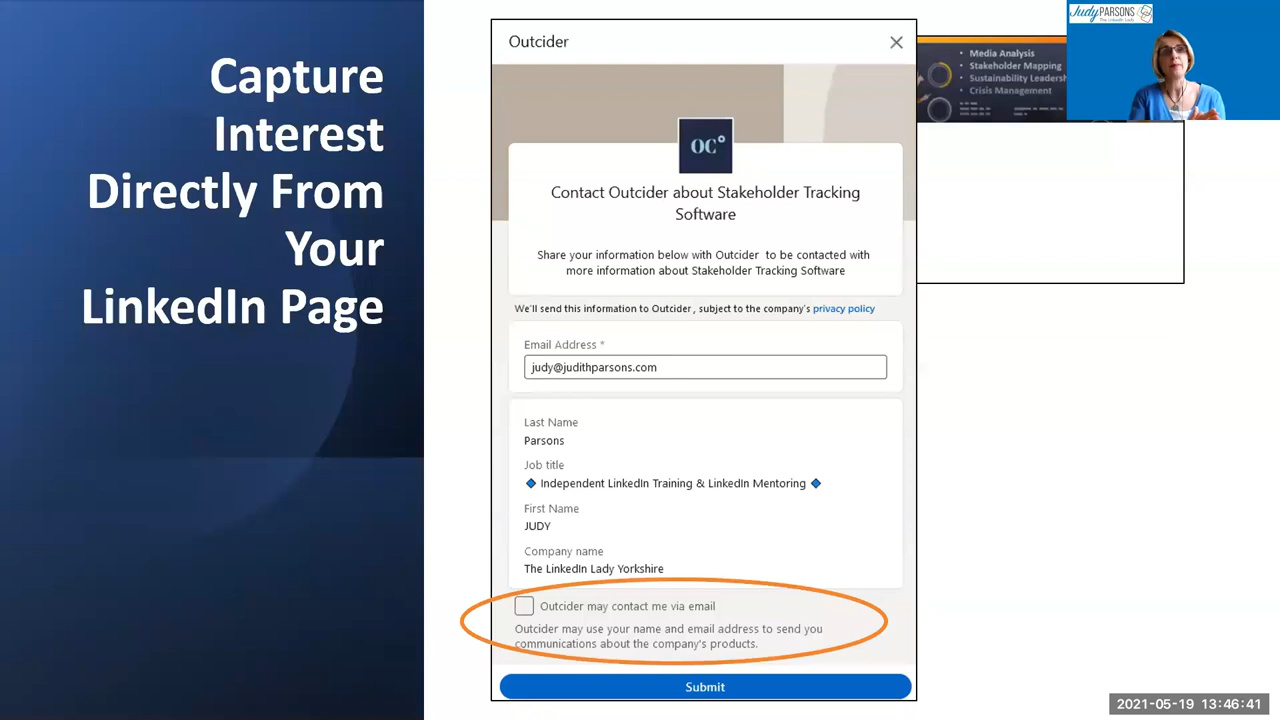 Capture
Interest
Directly From
Your
LinkedIn Page
Outcider
OC
Contact Outcider about Stakeholder Tracking
Software
Share your information below with Outcider to be contacted with
more information about Stakeholder Tracking Software
We'll send this information to Outcider , subject to the company's privacy policy
Email Address *
judy@judithparsons.com
Last Name
Parsons
Job title
🔷 Independent LinkedIn Training & LinkedIn Mentoring 🔷
First Name
JUDY
Company name
The LinkedIn Lady Yorkshire
Outcider may contact me via email
Outcider may use your name and email address to send you
communications about the company's products.
Submit
• Media Analysis
• Stakeholder Mapping
• Sustainability Leadersh
• Crisis Management
Judy PARSONS
2021-05-19 13:46:41